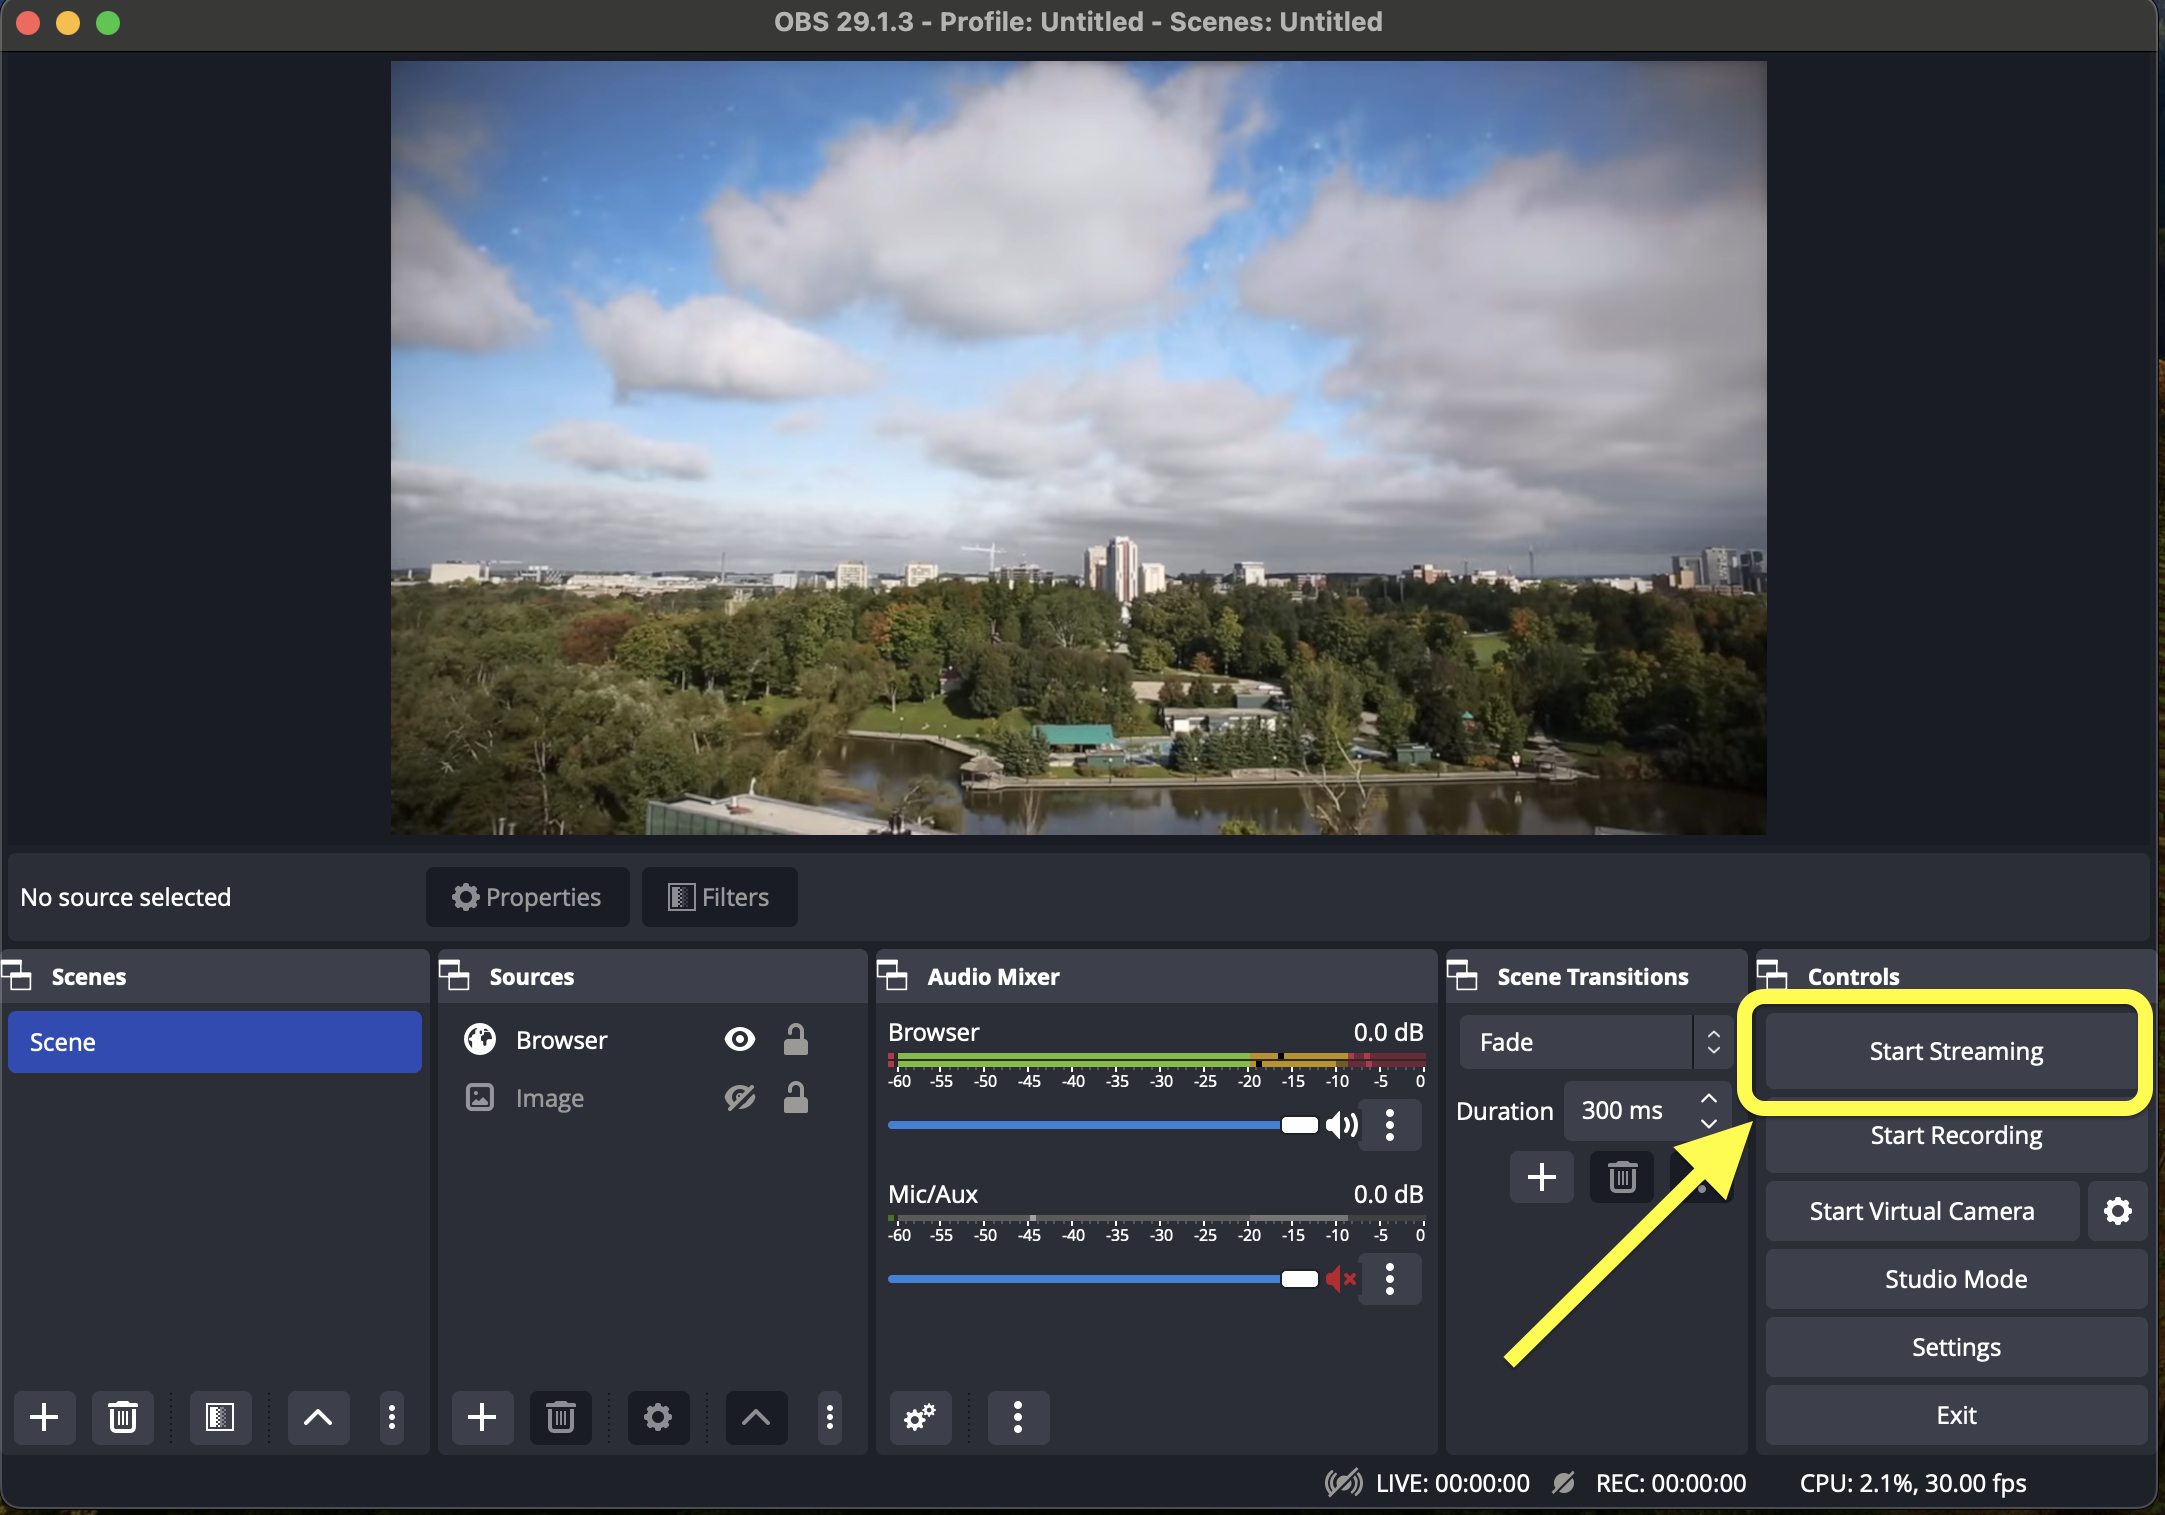 OBS 29.1.3 - Profile: Untitled - Scenes: Untitled
No source selected
Properties
Filters
Scenes
Scene
Sources
Browser
Image
Audio Mixer
Browser 0.0 dB
-60 -55 -50 -45 -40 -35 -30 -25 -20 -15 -10 -5 0
Mic/Aux 0.0 dB
-60 -55 -50 -45 -40 -35 -30 -25 -20 -15 -10 -5 0
Scene Transitions
Fade
Duration 300 ms
Controls
Start Streaming
Start Recording
Start Virtual Camera
Studio Mode
Settings
Exit
LIVE: 00:00:00 REC: 00:00:00 CPU: 2.1%, 30.00 fps